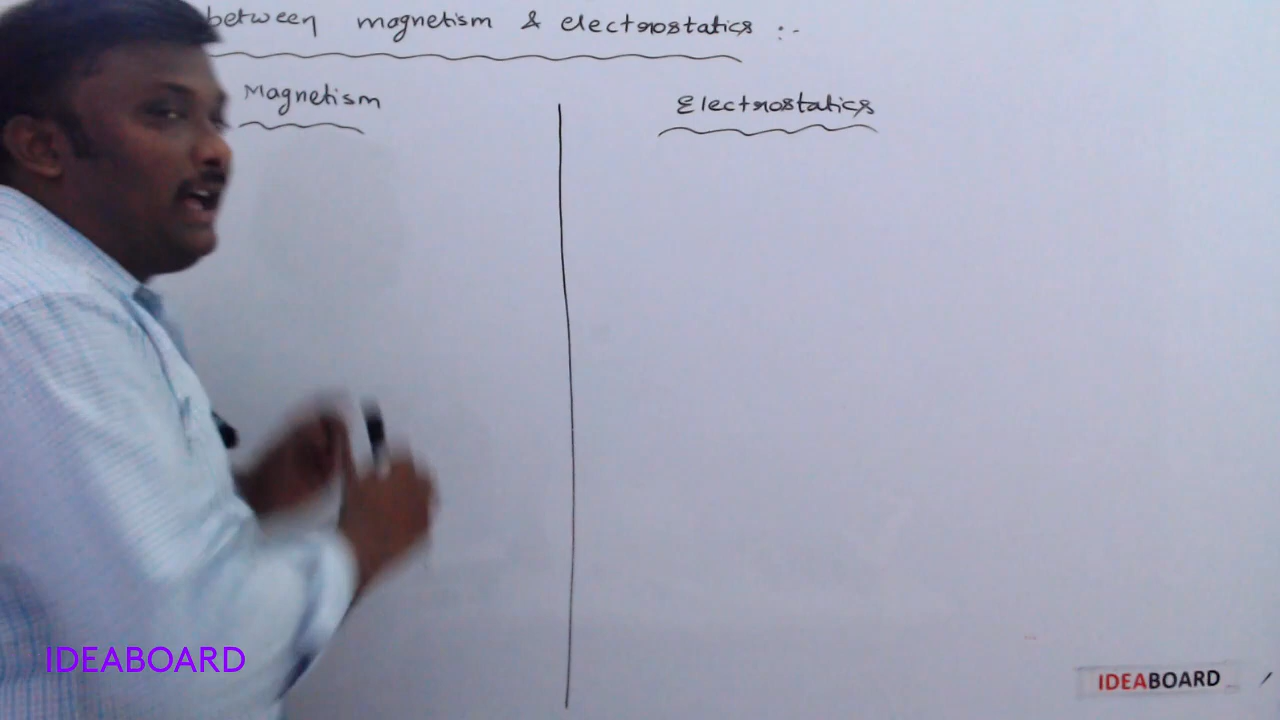 between magnetism & electrostatics :-
Magnetism
Electrostatics
IDEABOARD
IDEABOARD